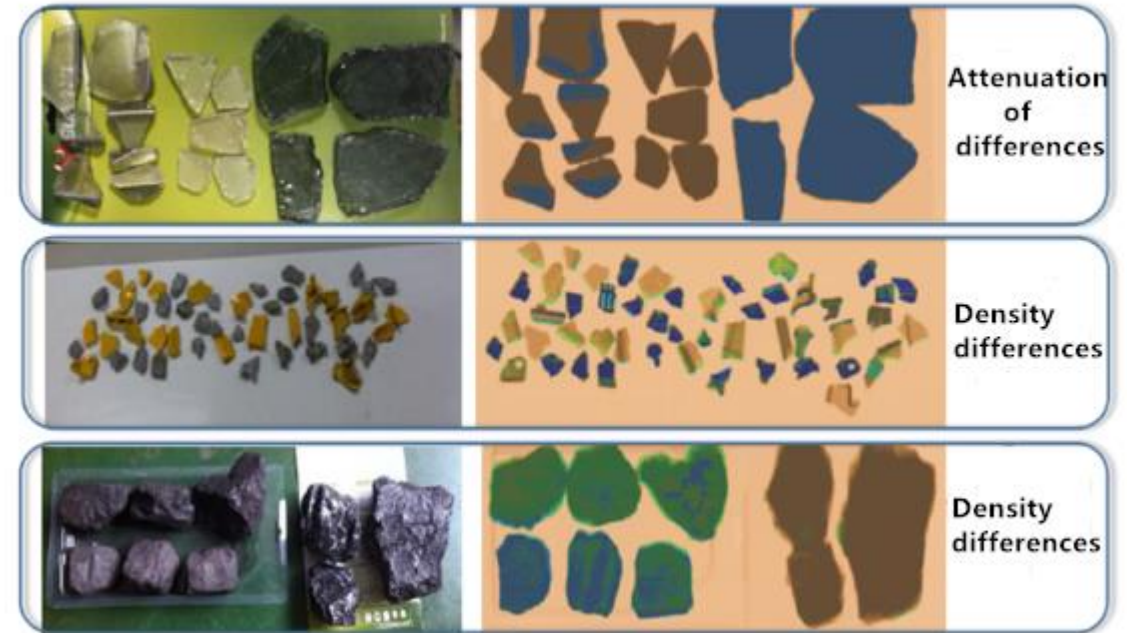 Attenuation
of
differences
Density
differences
Density
differences